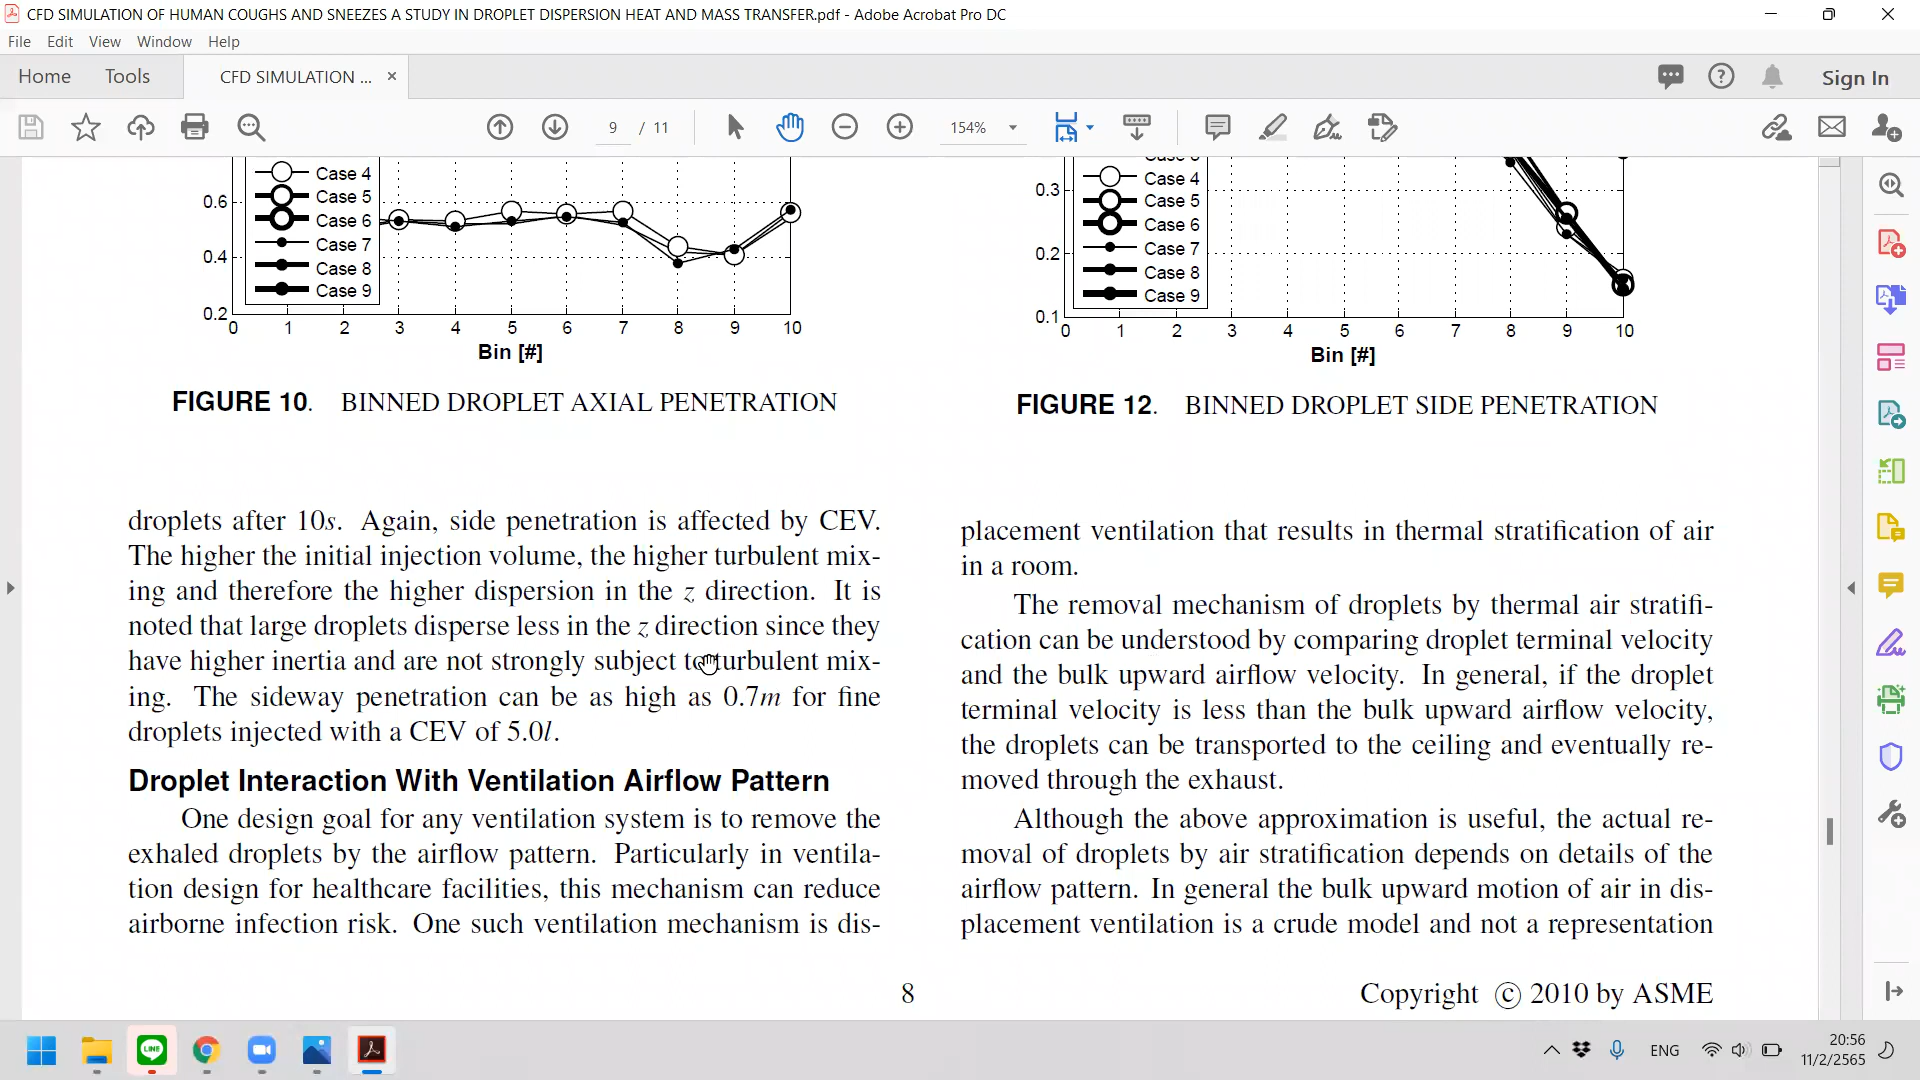 CFD SIMULATION OF HUMAN COUGHS AND SNEEZES A STUDY IN DROPLET DISPERSION HEAT AND MASS TRANSFER.pdf - Adobe Acrobat Pro DC
File Edit View Window Help
Home Tools CFD SIMULATION ... × Sign In
9 / 11 154%
Case 4
Case 5
Case 6
Case 7
Case 8
Case 9
0.6
0.4
0.2
0 1 2 3 4 5 6 7 8 9 10
Bin [#]
FIGURE 10. BINNED DROPLET AXIAL PENETRATION
droplets after 10s. Again, side penetration is affected by CEV.
The higher the initial injection volume, the higher turbulent mix-
ing and therefore the higher dispersion in the z direction. It is
noted that large droplets disperse less in the z direction since they
have higher inertia and are not strongly subject to turbulent mix-
ing. The sideway penetration can be as high as 0.7m for fine
droplets injected with a CEV of 5.0l.
Droplet Interaction With Ventilation Airflow Pattern
One design goal for any ventilation system is to remove the
exhaled droplets by the airflow pattern. Particularly in ventila-
tion design for healthcare facilities, this mechanism can reduce
airborne infection risk. One such ventilation mechanism is dis-
Case 4
Case 5
Case 6
Case 7
Case 8
Case 9
0.3
0.2
0.1
0 1 2 3 4 5 6 7 8 9 10
Bin [#]
FIGURE 12. BINNED DROPLET SIDE PENETRATION
placement ventilation that results in thermal stratification of air
in a room.
The removal mechanism of droplets by thermal air stratifi-
cation can be understood by comparing droplet terminal velocity
and the bulk upward airflow velocity. In general, if the droplet
terminal velocity is less than the bulk upward airflow velocity,
the droplets can be transported to the ceiling and eventually re-
moved through the exhaust.
Although the above approximation is useful, the actual re-
moval of droplets by air stratification depends on details of the
airflow pattern. In general the bulk upward motion of air in dis-
placement ventilation is a crude model and not a representation
8
Copyright © 2010 by ASME
LINE
ENG
20:56
11/2/2565